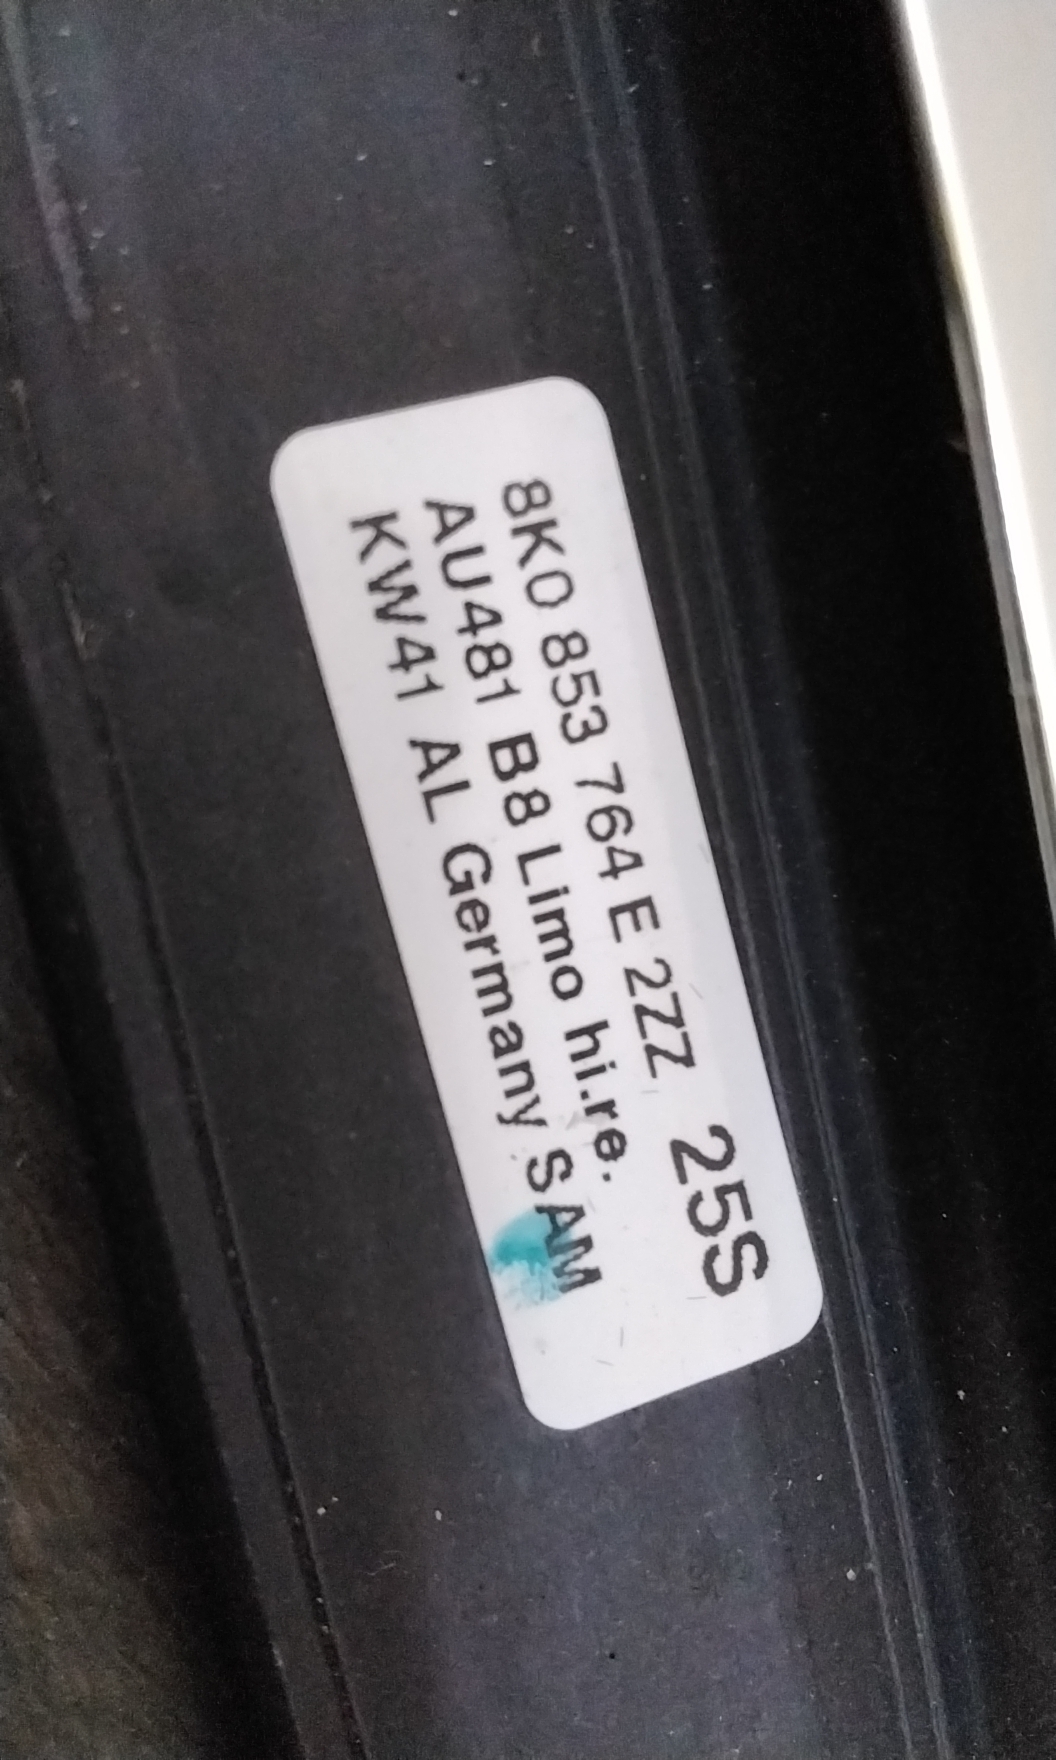 8K0 853 764 E 2ZZ 25S
AU481 B8 Limo hi.re.
KW41 AL Germany SAM